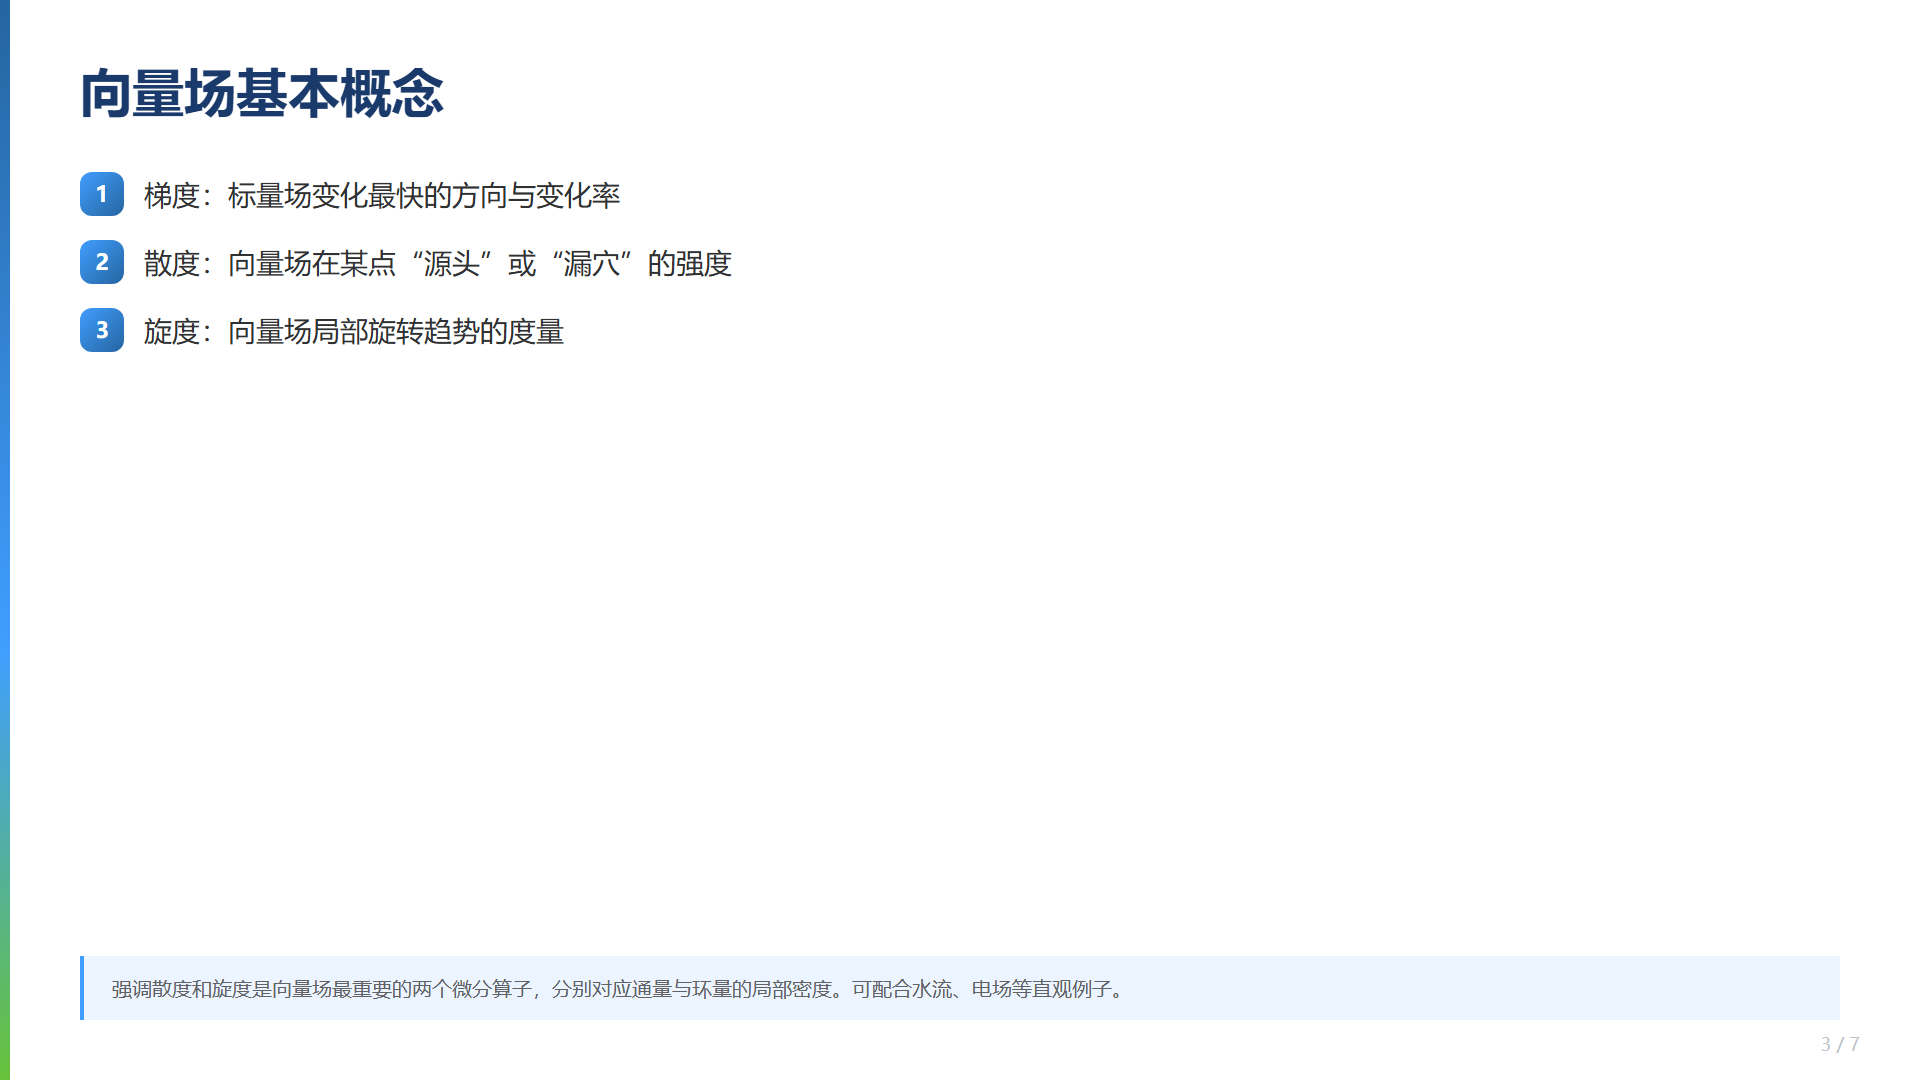 向量场基本概念
1 梯度：标量场变化最快的方向与变化率
2 散度：向量场在某点“源头”或“漏穴”的强度
3 旋度：向量场局部旋转趋势的度量
强调散度和旋度是向量场最重要的两个微分算子，分别对应通量与环量的局部密度。可配合水流、电场等直观例子。
3 / 7